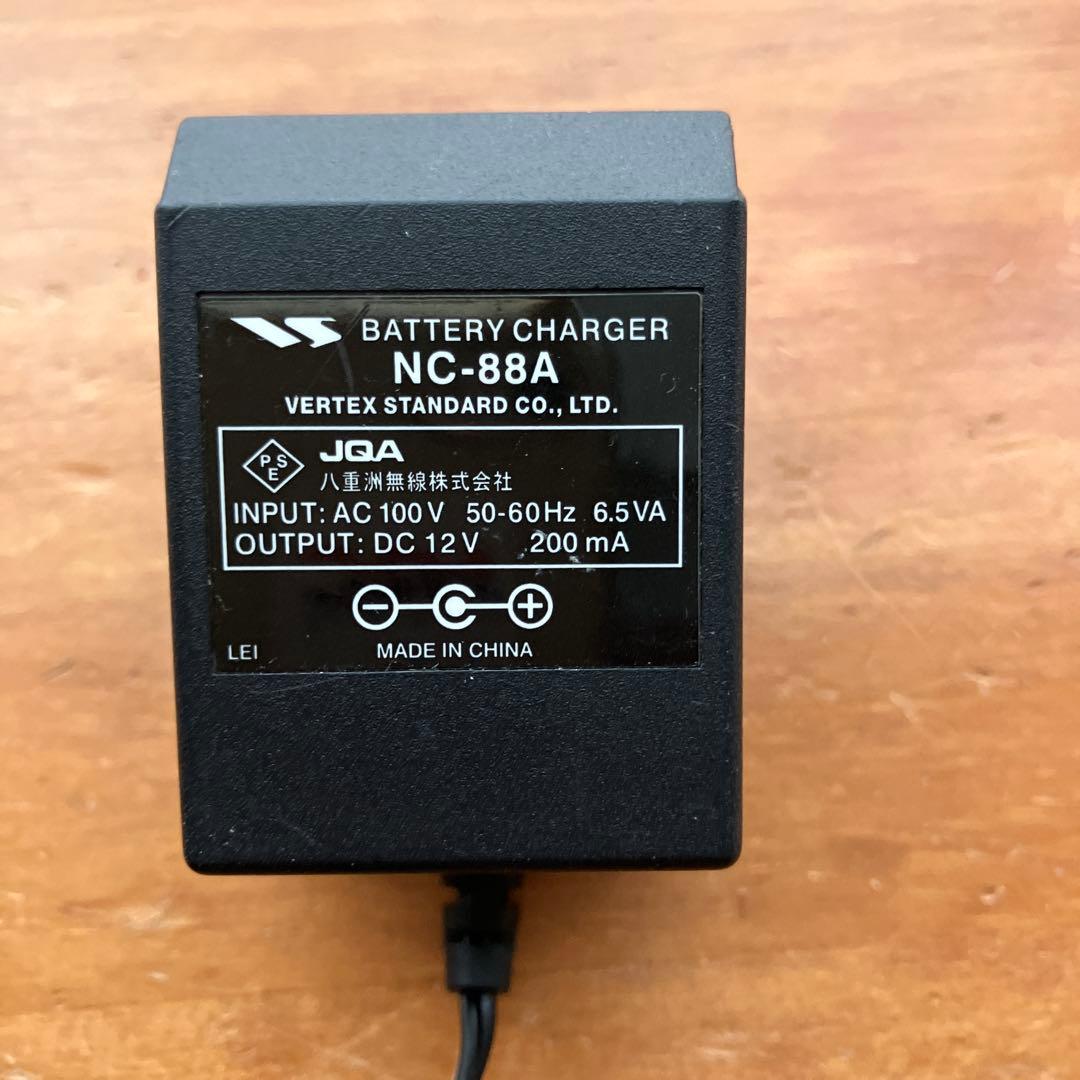 VS BATTERY CHARGER
NC-88A
VERTEX STANDARD CO., LTD.
PSE JQA
八重洲無線株式会社
INPUT: AC 100V 50-60Hz 6.5VA
OUTPUT: DC 12V 200mA
MADE IN CHINA
LEI